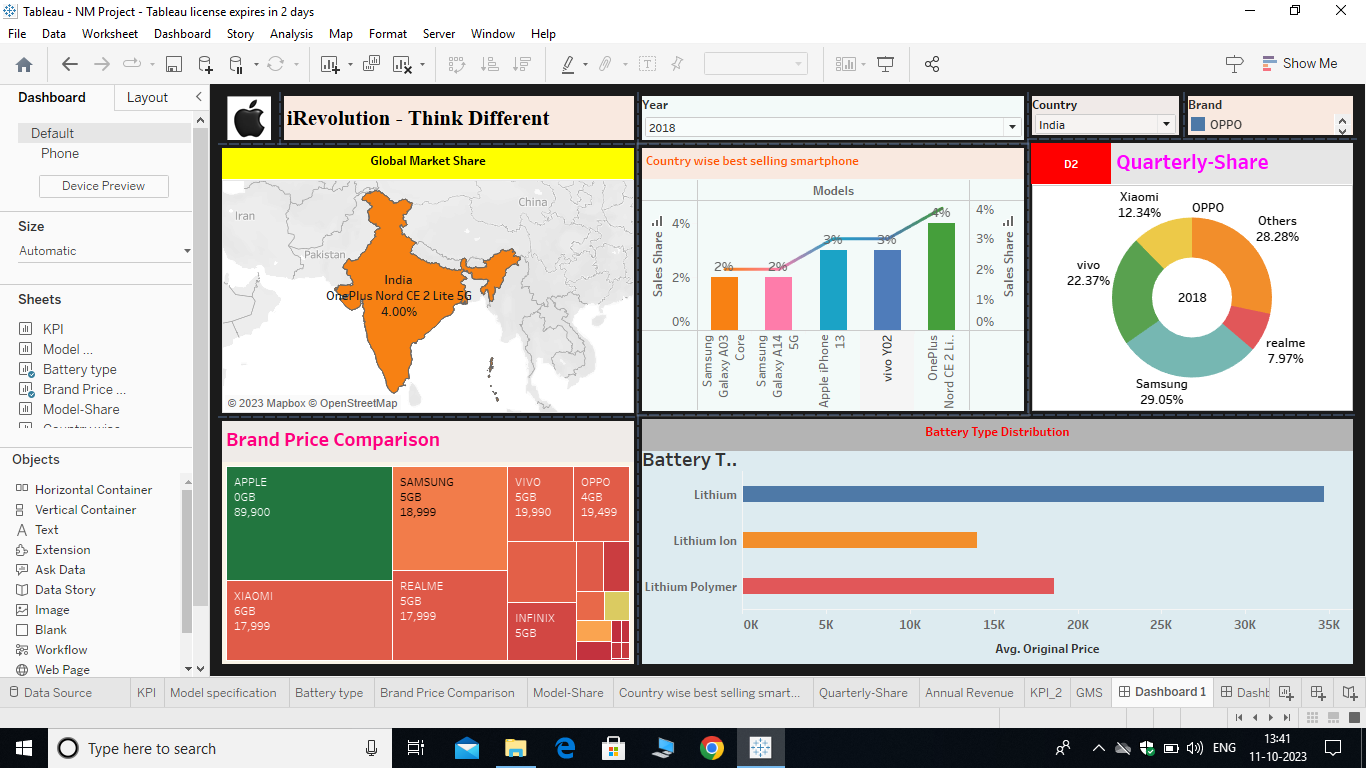 Tableau - NM Project - Tableau license expires in 2 days
File Data Worksheet Dashboard Story Analysis Map Format Server Window Help
Show Me
Dashboard Layout
Default
Phone
Device Preview
Size
Automatic
Sheets
KPI
Model ...
Battery type
Brand Price ...
Model-Share
Objects
Horizontal Container
Vertical Container
Text
Extension
Ask Data
Data Story
Image
Blank
Workflow
Web Page
iRevolution - Think Different
Year
2018
Country
India
Brand
OPPO
Global Market Share
Iran
China
Pakistan
India
OnePlus Nord CE 2 Lite 5G
4.00%
© 2023 Mapbox © OpenStreetMap
Country wise best selling smartphone
Models
Sales Share
4%
2%
0%
2%
2%
3%
3%
4%
4%
3%
2%
1%
0%
Sales Share
Samsung Galaxy A03 Core
Samsung Galaxy A14 5G
Apple iPhone 13
vivo Y02
OnePlus Nord CE 2 Li..
D2
Quarterly-Share
Xiaomi
12.34%
OPPO
Others
28.28%
vivo
22.37%
2018
realme
7.97%
Samsung
29.05%
Brand Price Comparison
APPLE
0GB
89,900
SAMSUNG
5GB
18,999
VIVO
5GB
19,990
OPPO
4GB
19,499
XIAOMI
6GB
17,999
REALME
5GB
17,999
INFINIX
5GB
Battery Type Distribution
Battery T..
Lithium
Lithium Ion
Lithium Polymer
0K 5K 10K 15K 20K 25K 30K 35K
Avg. Original Price
Data Source KPI Model specification Battery type Brand Price Comparison Model-Share Country wise best selling smart... Quarterly-Share Annual Revenue KPI_2 GMS Dashboard 1 Dashb
Type here to search
ENG
13:41
11-10-2023